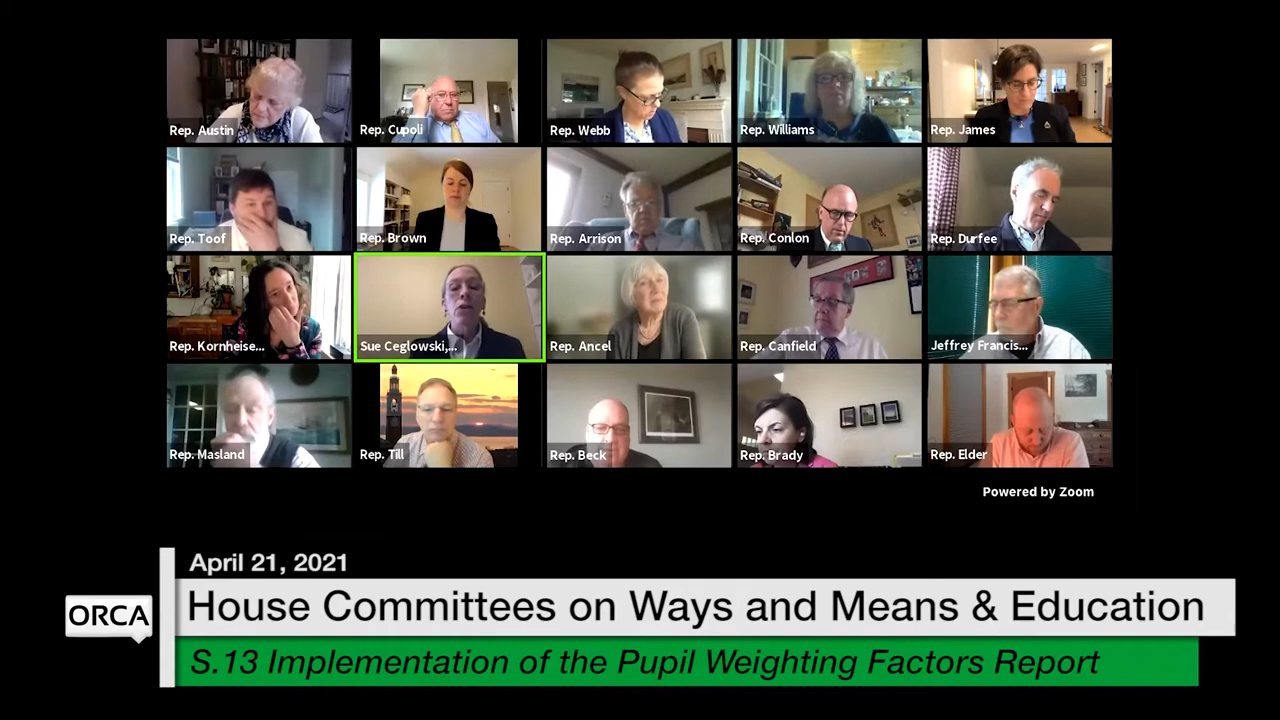 Rep. Austin
Rep. Cupoli
Rep. Webb
Rep. Williams
Rep. James
Rep. Toof
Rep. Brown
Rep. Arrison
Rep. Conlon
Rep. Durfee
Rep. Kornheise...
Sue Ceglowski,...
Rep. Ancel
Rep. Canfield
Jeffrey Francis...
Rep. Masland
Rep. Till
Rep. Beck
Rep. Brady
Rep. Elder
Powered by Zoom
April 21, 2021
ORCA
House Committees on Ways and Means & Education
S.13 Implementation of the Pupil Weighting Factors Report